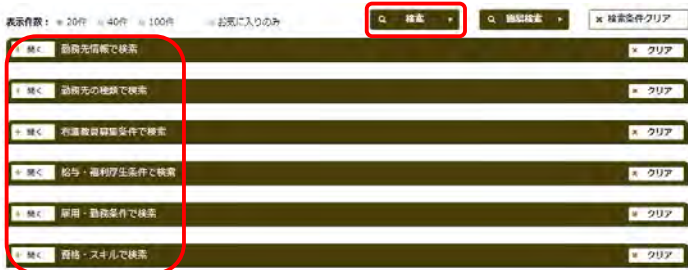 表示件数： 20件 40件 100件 お気に入りのみ 検索 簡易検索 × 検索条件クリア
+ 開く 勤務先情報で検索 × クリア
+ 開く 勤務先の種類で検索 × クリア
+ 開く 看護教員募集条件で検索 × クリア
+ 開く 給与・福利厚生条件で検索 × クリア
+ 開く 雇用・勤務条件で検索 × クリア
+ 開く 資格・スキルで検索 × クリア